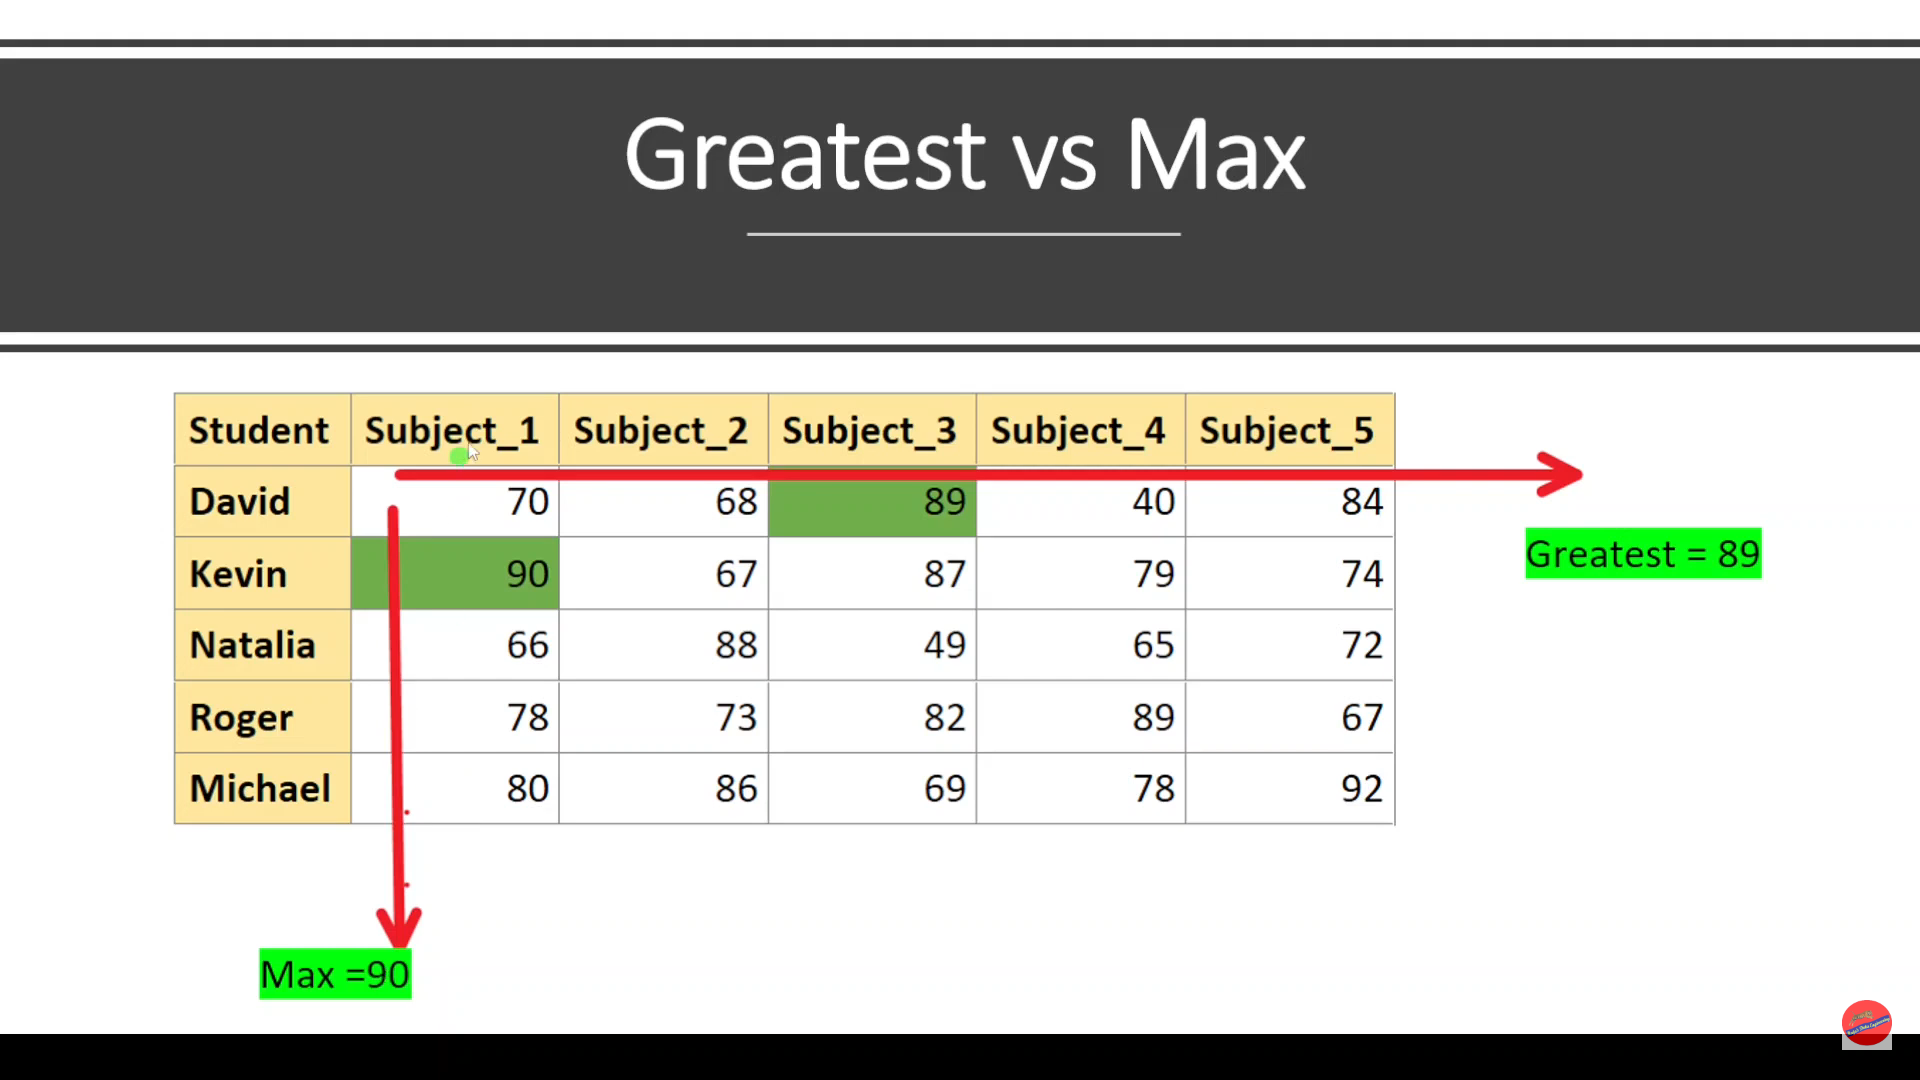 Greatest vs Max
Student Subject_1 Subject_2 Subject_3 Subject_4 Subject_5
David 70 68 89 40 84
Greatest = 89
Kevin 90 67 87 79 74
Natalia 66 88 49 65 72
Roger 78 73 82 89 67
Michael 80 86 69 78 92
Max =90